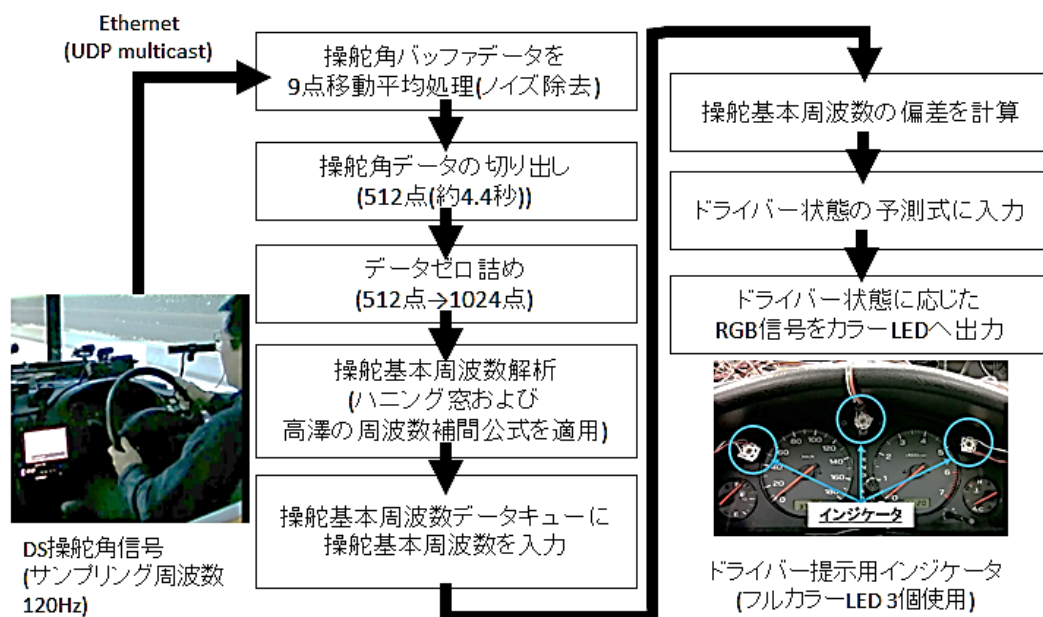 Ethernet
(UDP multicast)
操舵角バッファデータを
9点移動平均処理(ノイズ除去)
操舵角データの切り出し
(512点(約4.4秒))
データゼロ詰め
(512点→1024点)
操舵基本周波数解析
(ハニング窓および
高澤の周波数補間公式を適用)
操舵基本周波数データキューに
操舵基本周波数を入力
DS操舵角信号
(サンプリング周波数
120Hz)
操舵基本周波数の偏差を計算
ドライバー状態の予測式に入力
ドライバー状態に応じた
RGB信号をカラーLEDへ出力
インジケータ
ドライバー提示用インジケータ
(フルカラーLED 3個使用)